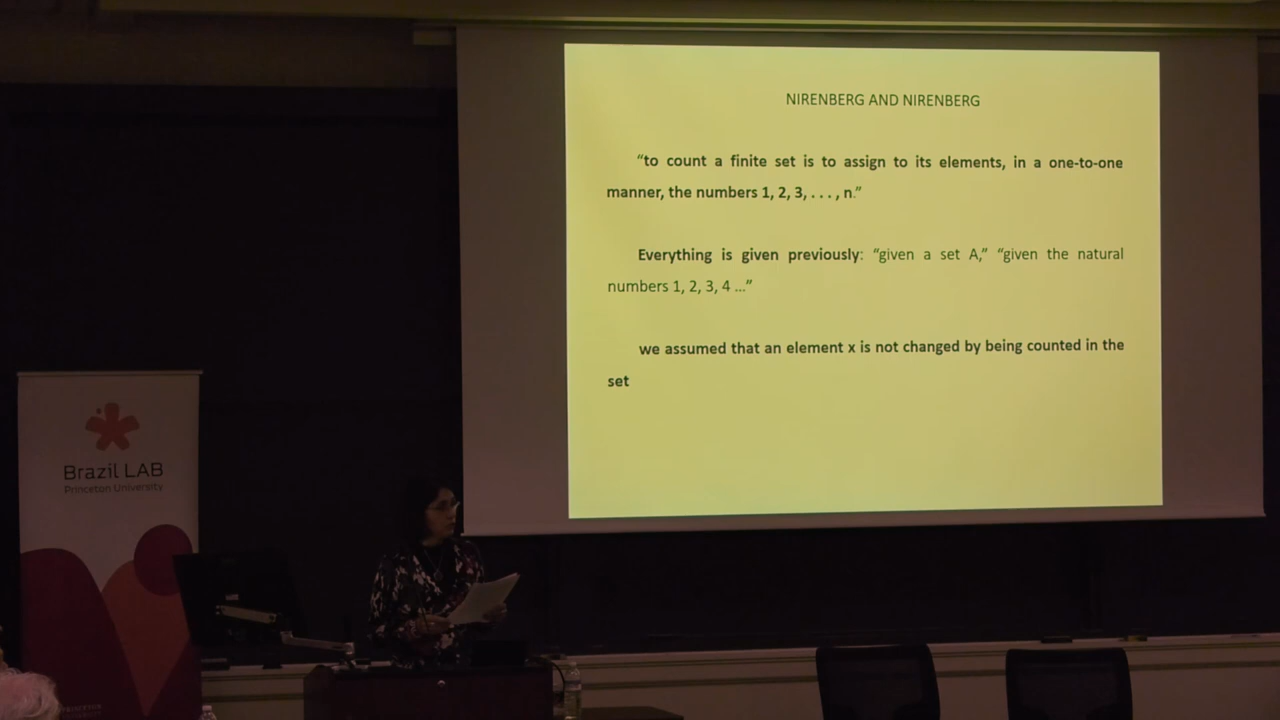 NIRENBERG AND NIRENBERG
“to count a finite set is to assign to its elements, in a one-to-one
manner, the numbers 1, 2, 3, . . . , n.”
Everything is given previously: “given a set A,” “given the natural
numbers 1, 2, 3, 4 …”
we assumed that an element x is not changed by being counted in the
set
Brazil LAB
Princeton University
PRINCETON